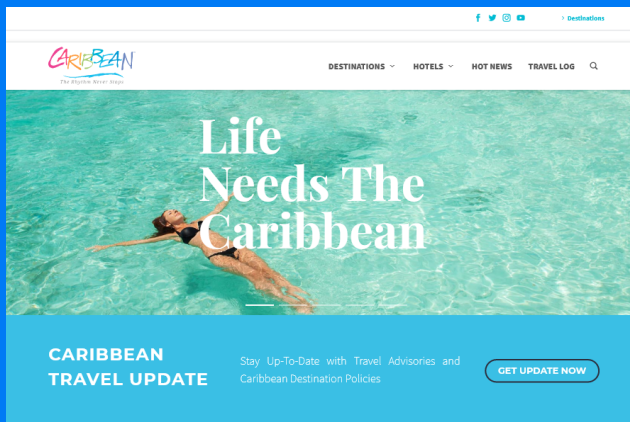 > Destinations
CARIBBEAN
The Rhythm Never Stops
DESTINATIONS
HOTELS
HOT NEWS
TRAVEL LOG
Life
Needs The
Caribbean
CARIBBEAN
TRAVEL UPDATE
Stay Up-To-Date with Travel Advisories and
Caribbean Destination Policies
GET UPDATE NOW